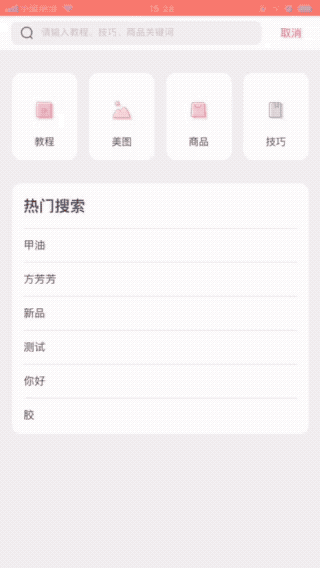 中国移动 15:28
请输入教程、技巧、商品关键词 取消
教程 美图 商品 技巧
热门搜索
甲油
方芳芳
新品
测试
你好
胶